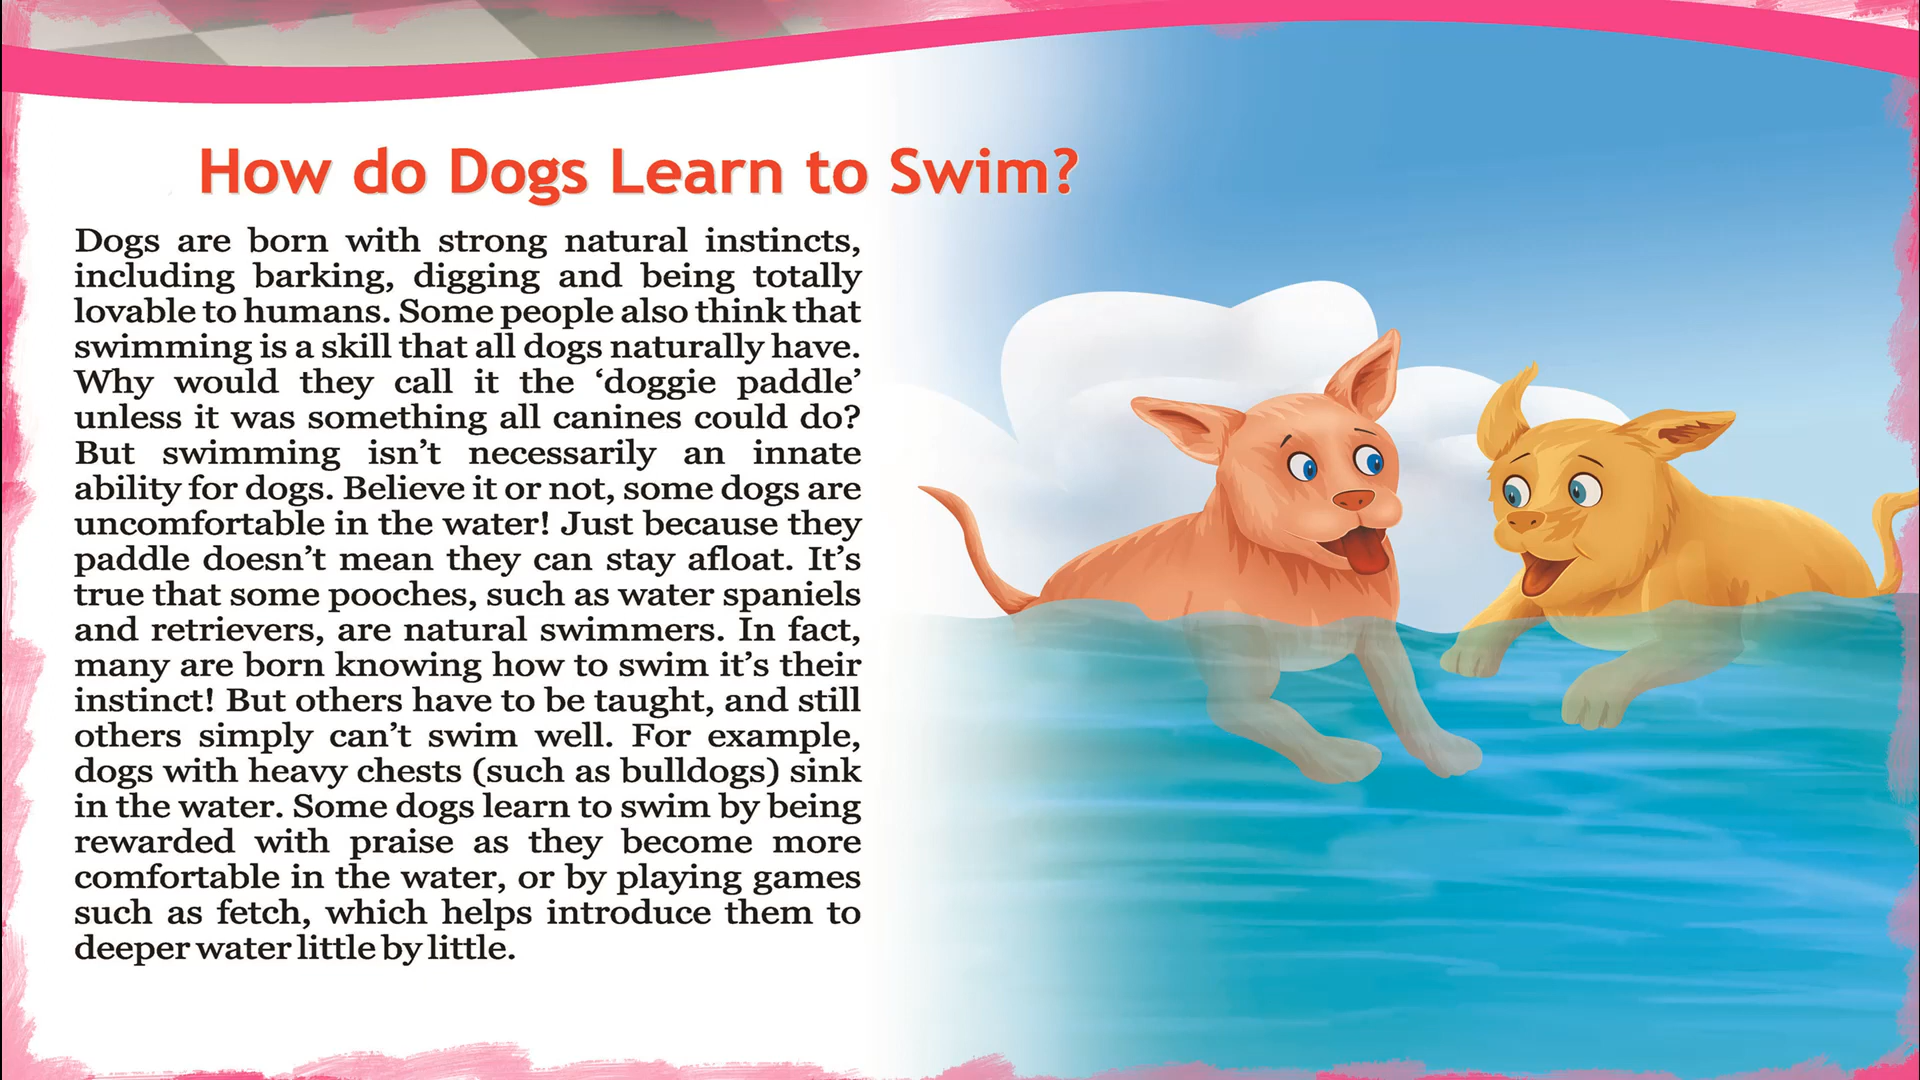 How do Dogs Learn to Swim?
Dogs are born with strong natural instincts,
including barking, digging and being totally
lovable to humans. Some people also think that
swimming is a skill that all dogs naturally have.
Why would they call it the ‘doggie paddle’
unless it was something all canines could do?
But swimming isn’t necessarily an innate
ability for dogs. Believe it or not, some dogs are
uncomfortable in the water! Just because they
paddle doesn’t mean they can stay afloat. It’s
true that some pooches, such as water spaniels
and retrievers, are natural swimmers. In fact,
many are born knowing how to swim it’s their
instinct! But others have to be taught, and still
others simply can’t swim well. For example,
dogs with heavy chests (such as bulldogs) sink
in the water. Some dogs learn to swim by being
rewarded with praise as they become more
comfortable in the water, or by playing games
such as fetch, which helps introduce them to
deeper water little by little.